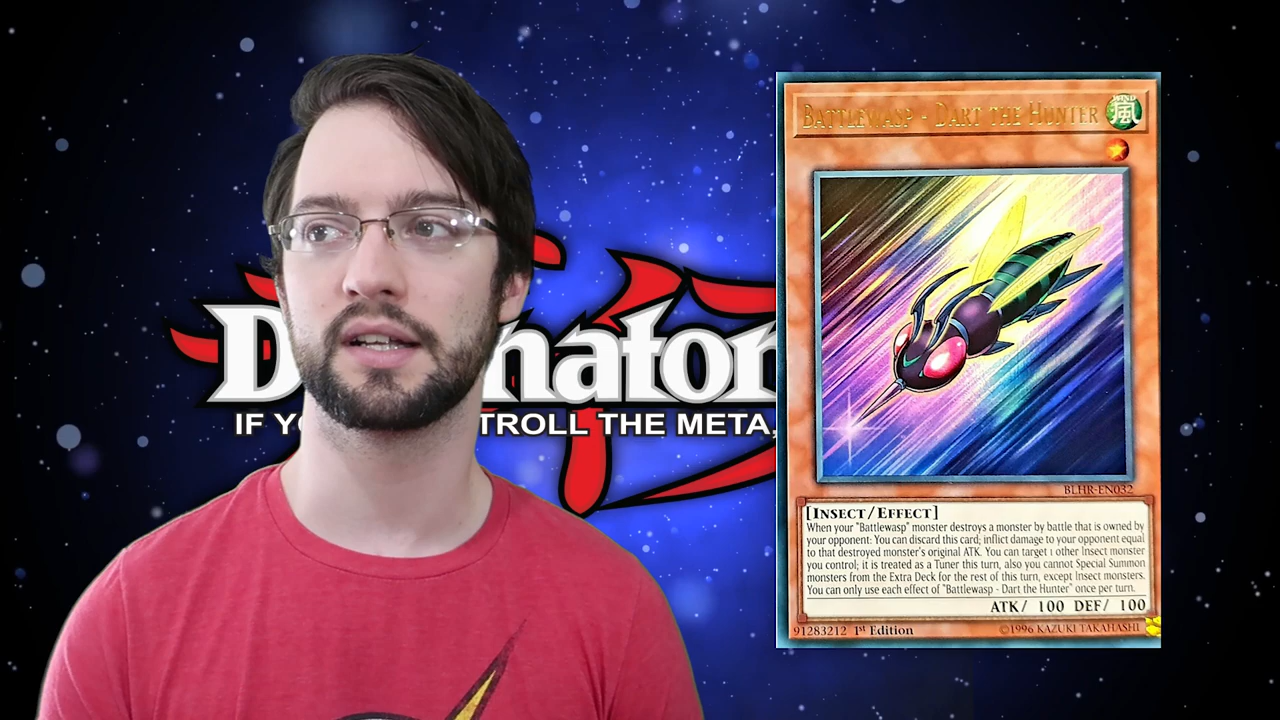 BATTLEWASP - DART THE HUNTER
WIND
風
D nator
IF YO TROLL THE META,
BLHR-EN032
[INSECT/EFFECT]
When your "Battlewasp" monster destroys a monster by battle that is owned by
your opponent: You can discard this card; inflict damage to your opponent equal
to that destroyed monster's original ATK. You can target 1 other Insect monster
you control; it is treated as a Tuner this turn, also you cannot Special Summon
monsters from the Extra Deck for the rest of this turn, except Insect monsters.
You can only use each effect of "Battlewasp - Dart the Hunter" once per turn.
ATK/ 100 DEF/ 100
91283212 1st Edition ©1996 KAZUKI TAKAHASHI